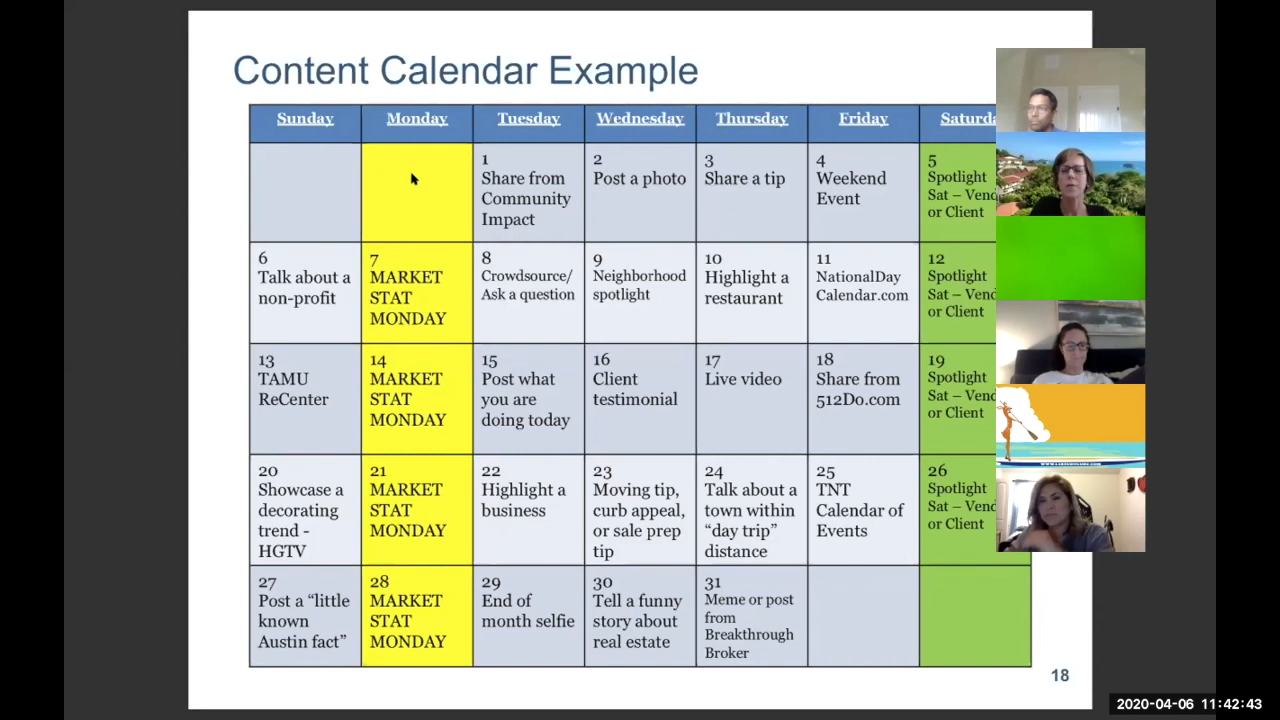 Content Calendar Example
Sunday
Monday
Tuesday
Wednesday
Thursday
Friday
1
Share from
Community
Impact
2
Post a photo
3
Share a tip
4
Weekend
Event
5
Spotlight
Sat –
or Client
6
Talk about a
non-profit
7
MARKET
STAT
MONDAY
8
Crowdsource/
Ask a question
9
Neighborhood
spotlight
10
Highlight a
restaurant
11
NationalDay
Calendar.com
12
Spotlight
Sat –
or Client
13
TAMU
ReCenter
14
MARKET
STAT
MONDAY
15
Post what
you are
doing today
16
Client
testimonial
17
Live video
18
Share from
512Do.com
19
Spotlight
Sat –
or Client
20
Showcase a
decorating
trend -
HGTV
21
MARKET
STAT
MONDAY
22
Highlight a
business
23
Moving tip,
curb appeal,
or sale prep
tip
24
Talk about a
town within
“day trip”
distance
25
TNT
Calendar of
Events
26
Spotlight
Sat –
or Client
27
Post a “little
known
Austin fact”
28
MARKET
STAT
MONDAY
29
End of
month selfie
30
Tell a funny
story about
real estate
31
Meme or post
from
Breakthrough
Broker
18
2020-04-06 11:42:43